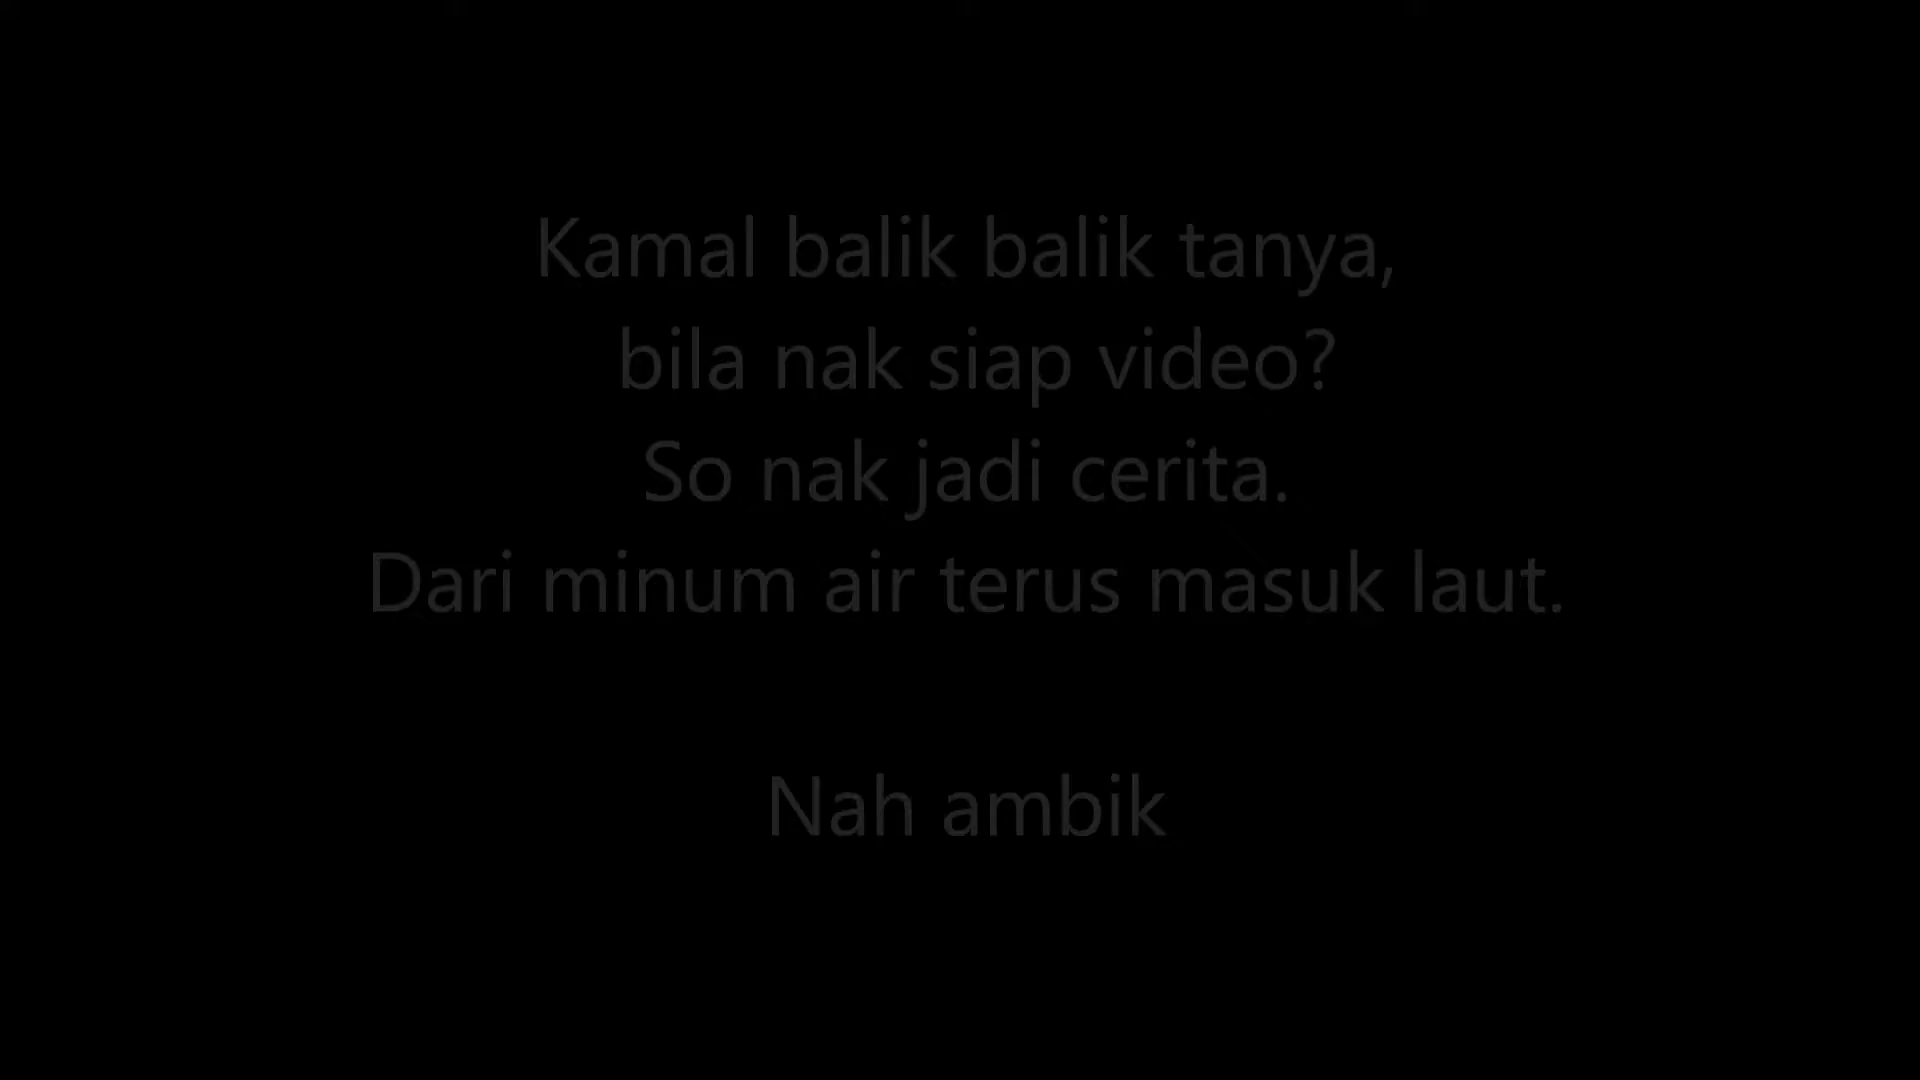 Kamal balik balik tanya,
bila nak siap video?
So nak jadi cerita.
Dari minum air terus masuk laut.
Nah ambik